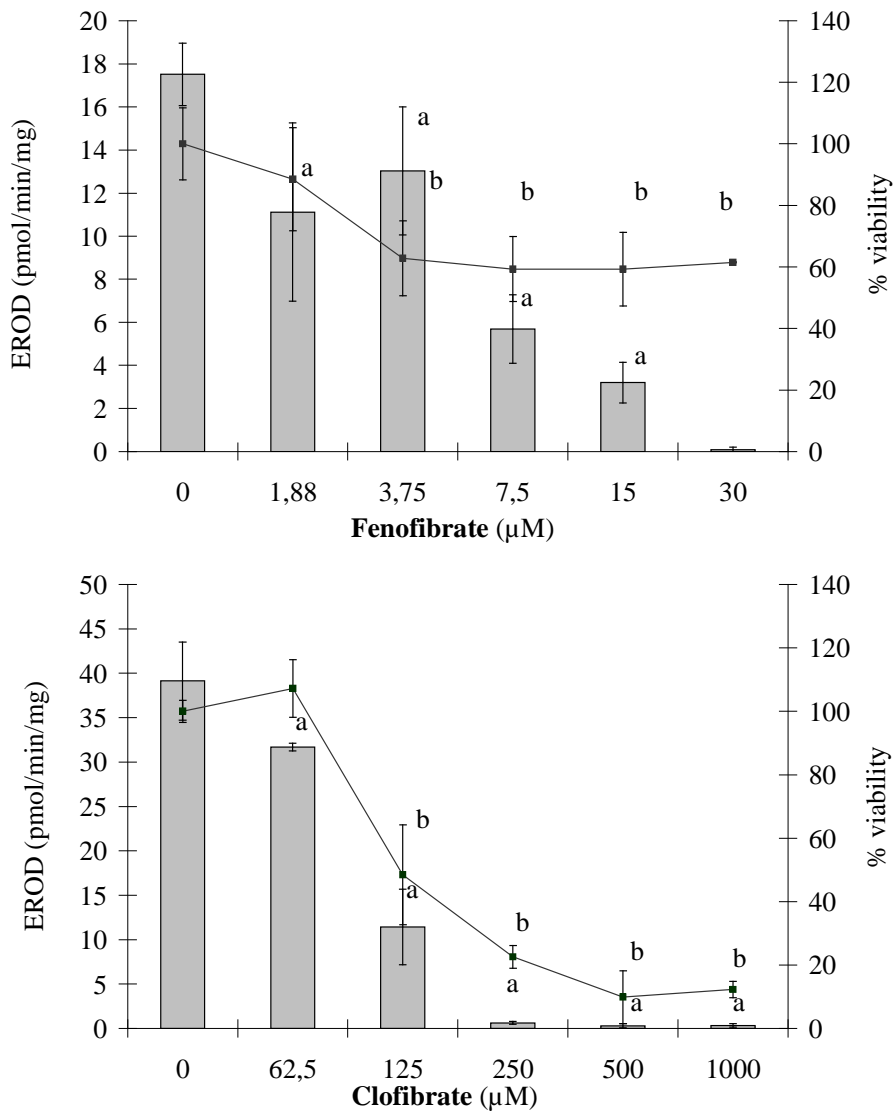 20 140
18 120
16
14 100
12 80
10
8 60
6 40
4 20
2
0 0
EROD (pmol/min/mg)
% viability
a
a
b b b b
a
a
0 1,88 3,75 7,5 15 30
Fenofibrate (µM)
50 140
45 120
40
35 100
30 80
25
20 60
15 40
10
5 20
0 0
EROD (pmol/min/mg)
% viability
a
b
a
b
a
b b
a a
0 62,5 125 250 500 1000
Clofibrate (µM)